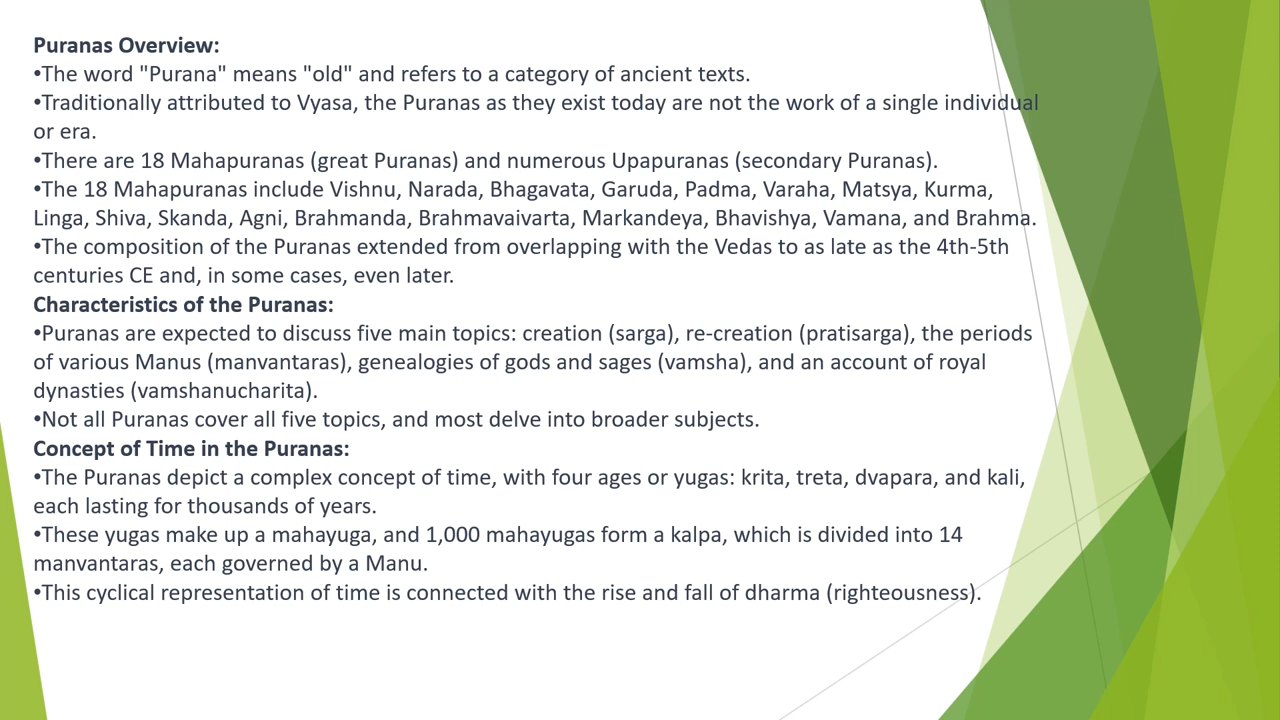 Puranas Overview:
•The word "Purana" means "old" and refers to a category of ancient texts.
•Traditionally attributed to Vyasa, the Puranas as they exist today are not the work of a single individual
or era.
•There are 18 Mahapuranas (great Puranas) and numerous Upapuranas (secondary Puranas).
•The 18 Mahapuranas include Vishnu, Narada, Bhagavata, Garuda, Padma, Varaha, Matsya, Kurma,
Linga, Shiva, Skanda, Agni, Brahmanda, Brahmavaivarta, Markandeya, Bhavishya, Vamana, and Brahma.
•The composition of the Puranas extended from overlapping with the Vedas to as late as the 4th-5th
centuries CE and, in some cases, even later.
Characteristics of the Puranas:
•Puranas are expected to discuss five main topics: creation (sarga), re-creation (pratisarga), the periods
of various Manus (manvantaras), genealogies of gods and sages (vamsha), and an account of royal
dynasties (vamshanucharita).
•Not all Puranas cover all five topics, and most delve into broader subjects.
Concept of Time in the Puranas:
•The Puranas depict a complex concept of time, with four ages or yugas: krita, treta, dvapara, and kali,
each lasting for thousands of years.
•These yugas make up a mahayuga, and 1,000 mahayugas form a kalpa, which is divided into 14
manvantaras, each governed by a Manu.
•This cyclical representation of time is connected with the rise and fall of dharma (righteousness).